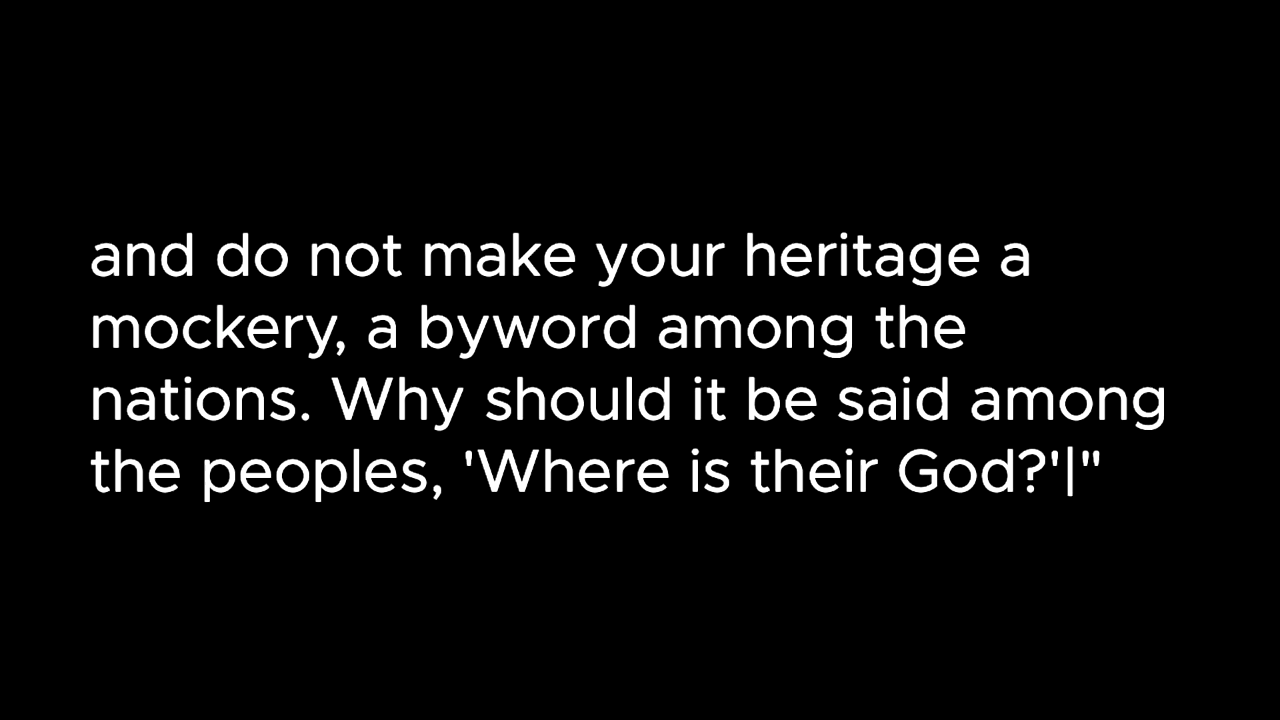 and do not make your heritage a
mockery, a byword among the
nations. Why should it be said among
the peoples, 'Where is their God?'|"